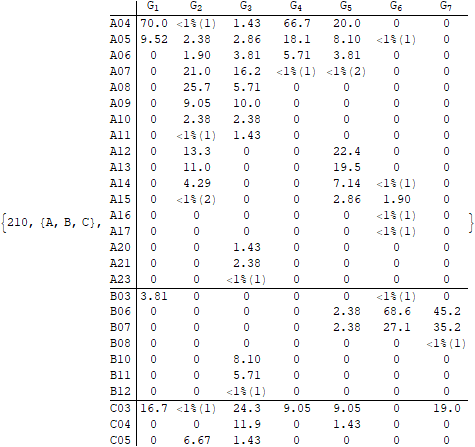 G1 G2 G3 G4 G5 G6 G7
A04 70.0 <1%(1) 1.43 66.7 20.0 0 0
A05 9.52 2.38 2.86 18.1 8.10 <1%(1) 0
A06 0 1.90 3.81 5.71 3.81 0 0
A07 0 21.0 16.2 <1%(1) <1%(2) 0 0
A08 0 25.7 5.71 0 0 0 0
A09 0 9.05 10.0 0 0 0 0
A10 0 2.38 2.38 0 0 0 0
A11 0 <1%(1) 1.43 0 0 0 0
A12 0 13.3 0 0 22.4 0 0
A13 0 11.0 0 0 19.5 0 0
A14 0 4.29 0 0 7.14 <1%(1) 0
A15 0 <1%(2) 0 0 2.86 1.90 0
{210, {A, B, C}, A16 0 0 0 0 0 <1%(1) 0 }
A17 0 0 0 0 0 <1%(1) 0
A20 0 0 1.43 0 0 0 0
A21 0 0 2.38 0 0 0 0
A23 0 0 <1%(1) 0 0 0 0
B03 3.81 0 0 0 0 <1%(1) 0
B06 0 0 0 0 2.38 68.6 45.2
B07 0 0 0 0 2.38 27.1 35.2
B08 0 0 0 0 0 0 <1%(1)
B10 0 0 8.10 0 0 0 0
B11 0 0 5.71 0 0 0 0
B12 0 0 <1%(1) 0 0 0 0
C03 16.7 <1%(1) 24.3 9.05 9.05 0 19.0
C04 0 0 11.9 0 1.43 0 0
C05 0 6.67 1.43 0 0 0 0